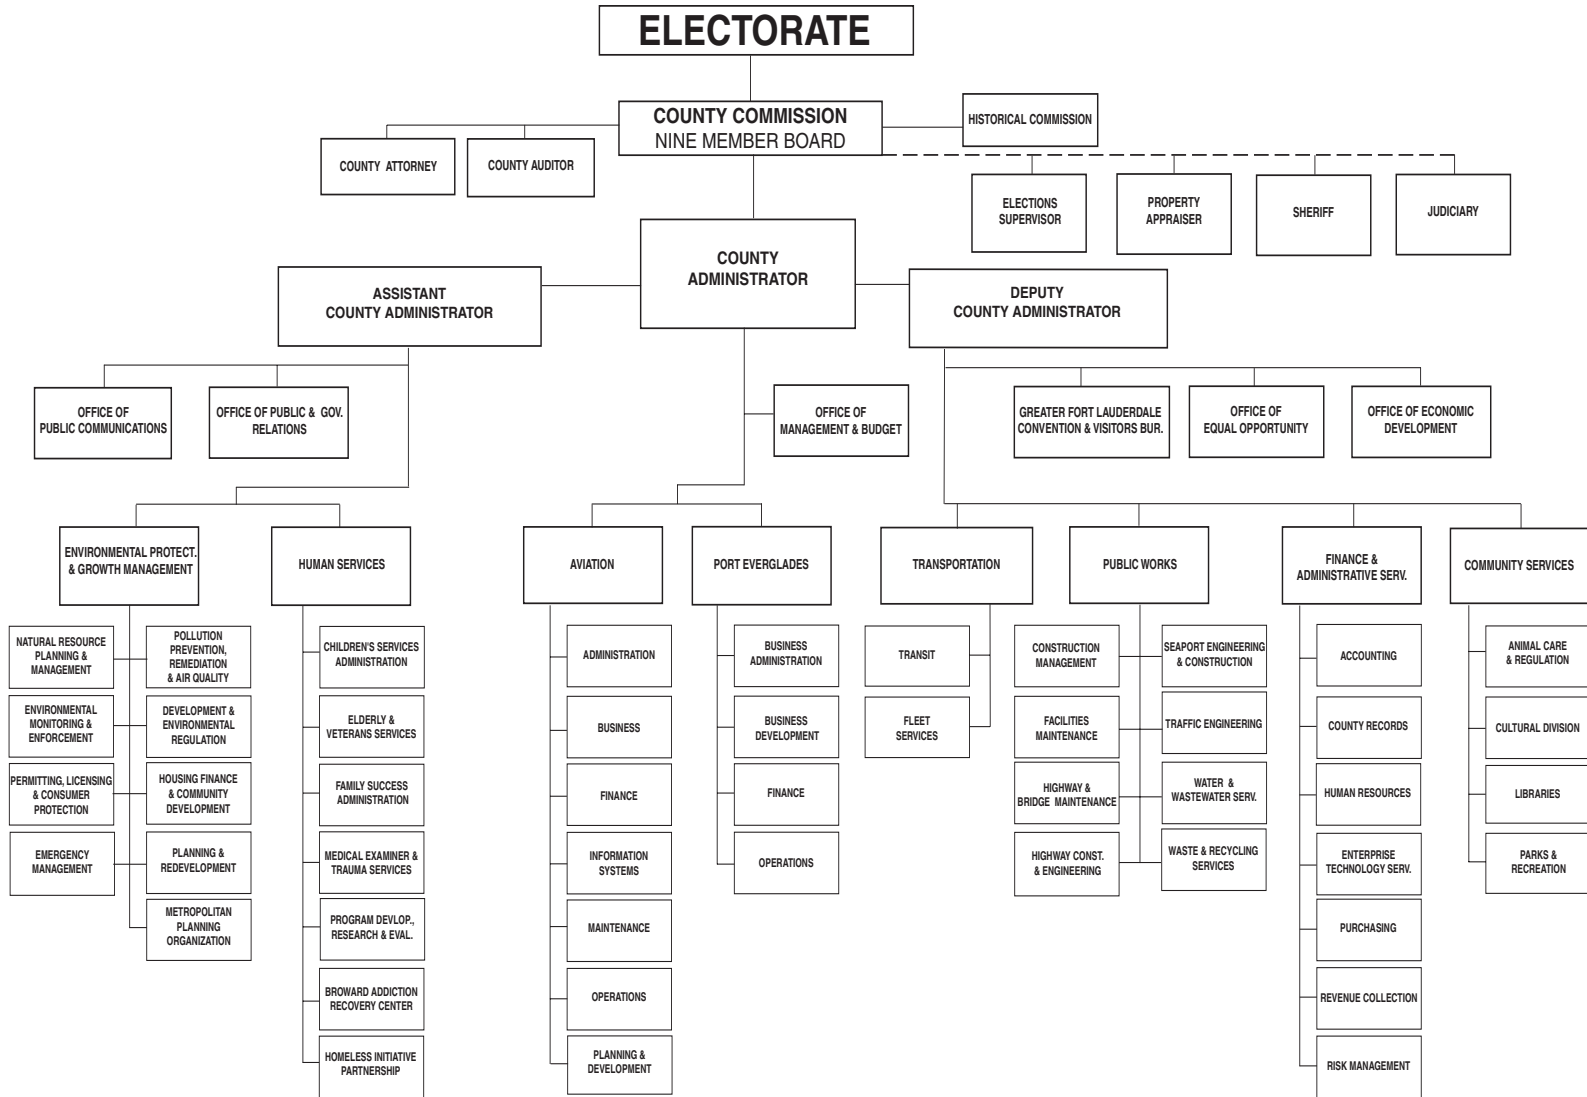 ELECTORATE
COUNTY COMMISSION
NINE MEMBER BOARD
HISTORICAL COMMISSION
COUNTY ATTORNEY
COUNTY AUDITOR
ELECTIONS
SUPERVISOR
PROPERTY
APPRAISER
SHERIFF
JUDICIARY
COUNTY
ADMINISTRATOR
ASSISTANT
COUNTY ADMINISTRATOR
DEPUTY
COUNTY ADMINISTRATOR
OFFICE OF
PUBLIC COMMUNICATIONS
OFFICE OF PUBLIC & GOV.
RELATIONS
OFFICE OF
MANAGEMENT & BUDGET
GREATER FORT LAUDERDALE
CONVENTION & VISITORS BUR.
OFFICE OF
EQUAL OPPORTUNITY
OFFICE OF ECONOMIC
DEVELOPMENT
ENVIRONMENTAL PROTECT.
& GROWTH MANAGEMENT
HUMAN SERVICES
AVIATION
PORT EVERGLADES
TRANSPORTATION
PUBLIC WORKS
FINANCE &
ADMINISTRATIVE SERV.
COMMUNITY SERVICES
NATURAL RESOURCE
PLANNING &
MANAGEMENT
POLLUTION
PREVENTION,
REMEDIATION
& AIR QUALITY
ENVIRONMENTAL
MONITORING &
ENFORCEMENT
DEVELOPMENT &
ENVIRONMENTAL
REGULATION
PERMITTING, LICENSING
& CONSUMER
PROTECTION
HOUSING FINANCE
& COMMUNITY
DEVELOPMENT
EMERGENCY
MANAGEMENT
PLANNING &
REDEVELOPMENT
METROPOLITAN
PLANNING
ORGANIZATION
CHILDREN'S SERVICES
ADMINISTRATION
ELDERLY &
VETERANS SERVICES
FAMILY SUCCESS
ADMINISTRATION
MEDICAL EXAMINER &
TRAUMA SERVICES
PROGRAM DEVLOP.,
RESEARCH & EVAL.
BROWARD ADDICTION
RECOVERY CENTER
HOMELESS INITIATIVE
PARTNERSHIP
ADMINISTRATION
BUSINESS
FINANCE
INFORMATION
SYSTEMS
MAINTENANCE
OPERATIONS
PLANNING &
DEVELOPMENT
BUSINESS
ADMINISTRATION
BUSINESS
DEVELOPMENT
FINANCE
OPERATIONS
TRANSIT
FLEET
SERVICES
CONSTRUCTION
MANAGEMENT
SEAPORT ENGINEERING
& CONSTRUCTION
FACILITIES
MAINTENANCE
TRAFFIC ENGINEERING
HIGHWAY &
BRIDGE MAINTENANCE
WATER &
WASTEWATER SERV.
HIGHWAY CONST.
& ENGINEERING
WASTE & RECYCLING
SERVICES
ACCOUNTING
COUNTY RECORDS
HUMAN RESOURCES
ENTERPRISE
TECHNOLOGY SERV.
PURCHASING
REVENUE COLLECTION
RISK MANAGEMENT
ANIMAL CARE
& REGULATION
CULTURAL DIVISION
LIBRARIES
PARKS &
RECREATION